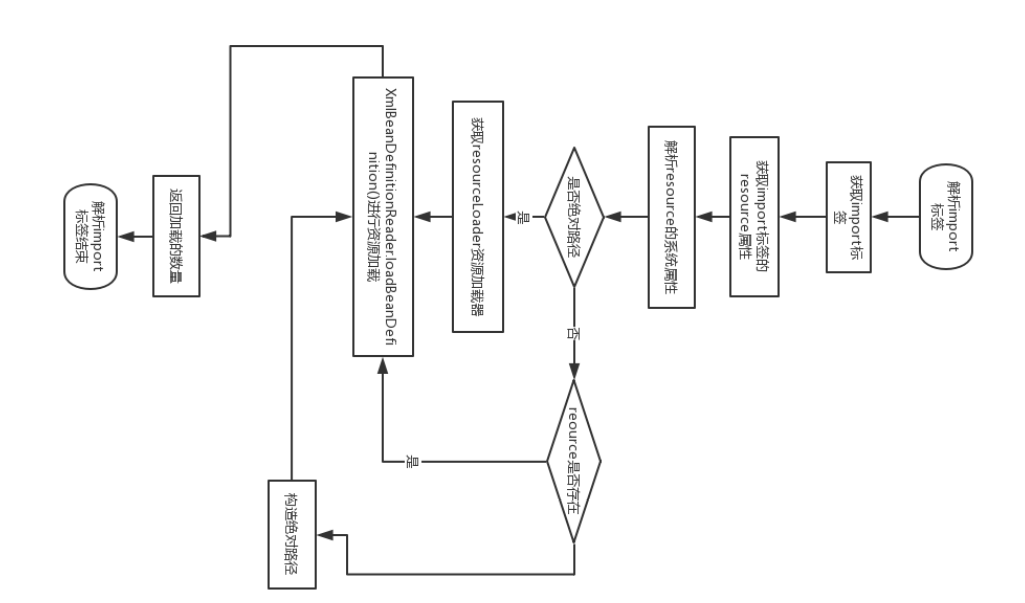 解析import
标签
获取import标
签
获取import标签的
resource属性
解析resource的系统属性
是否绝对路径
是
否
获取resourceLoader资源加载器
reource是否存在
是
XmlBeanDefinitionReader.loadBeanDefi
nition()进行资源加载
构造绝对路径
返回加载的数量
解析import
标签结束